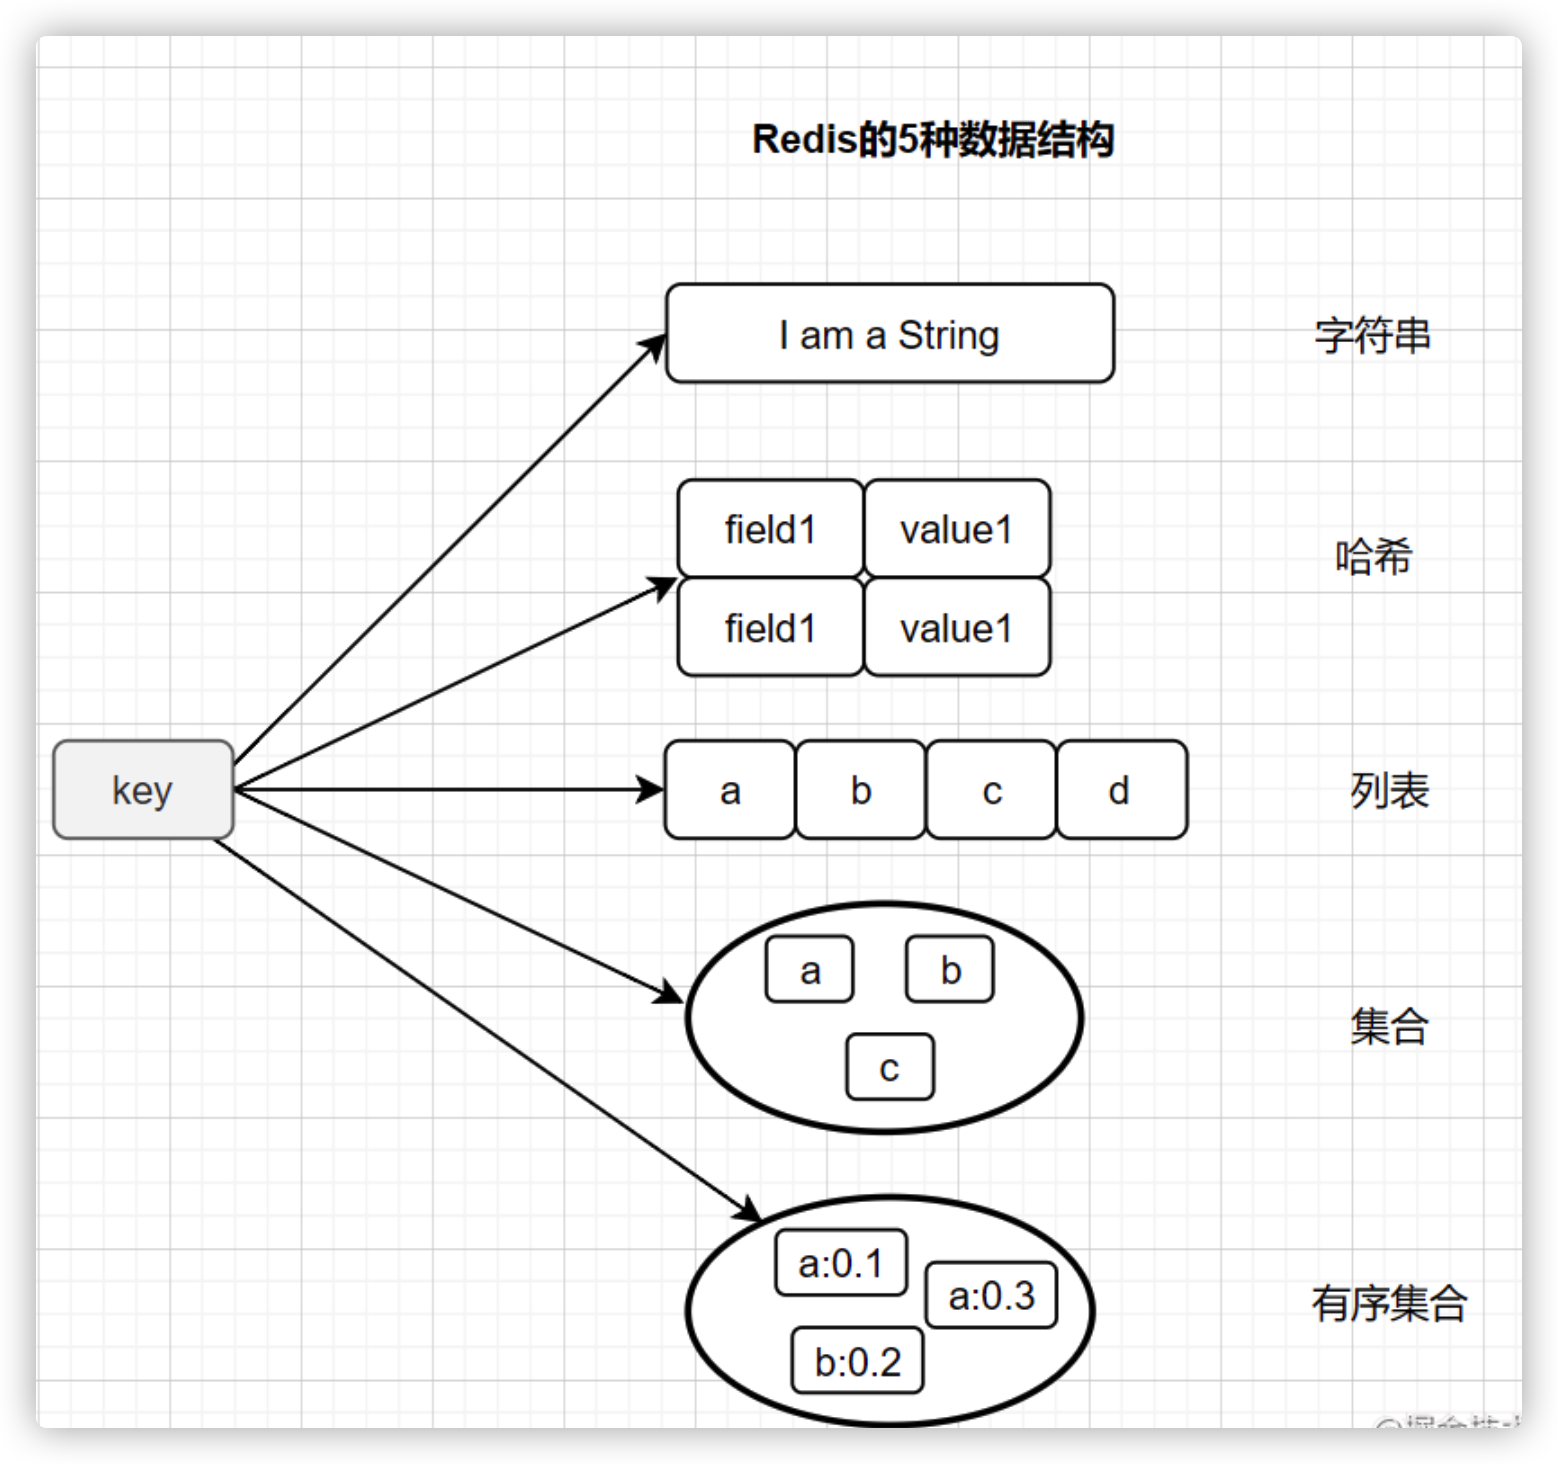 Redis的5种数据结构
I am a String
字符串
field1 value1
哈希
field1 value1
key
a b c d
列表
a b
c
集合
a:0.1
a:0.3
有序集合
b:0.2